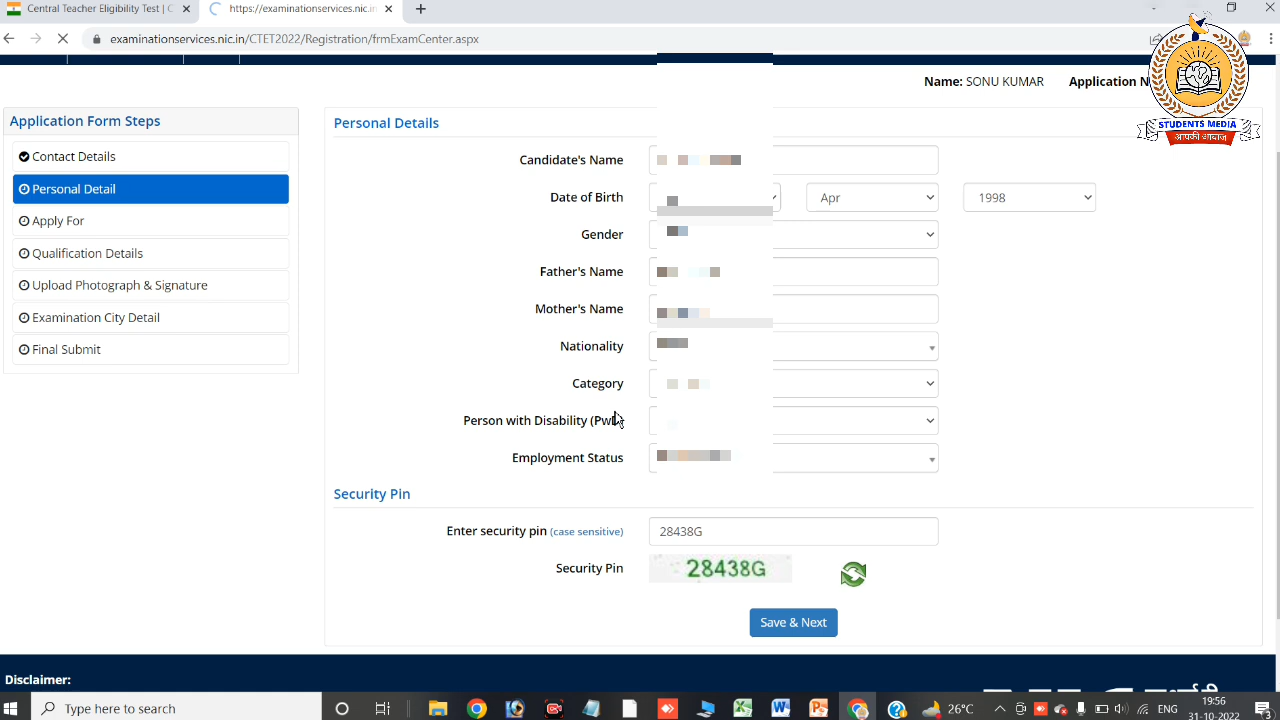 Central Teacher Eligibility Test | C
https://examinationservices.nic.in
examinationservices.nic.in/CTET2022/Registration/frmExamCenter.aspx
Name: SONU KUMAR
Application N
STUDENTS MEDIA
आपकी आवाज
Application Form Steps
Contact Details
Personal Detail
Apply For
Qualification Details
Upload Photograph & Signature
Examination City Detail
Final Submit
Personal Details
Candidate's Name
Date of Birth Apr 1998
Gender
Father's Name
Mother's Name
Nationality
Category
Person with Disability (PwD
Employment Status
Security Pin
Enter security pin (case sensitive) 28438G
Security Pin 28438G
Save & Next
Disclaimer:
Type here to search
26°C
ENG
19:56
31-10-2022
3